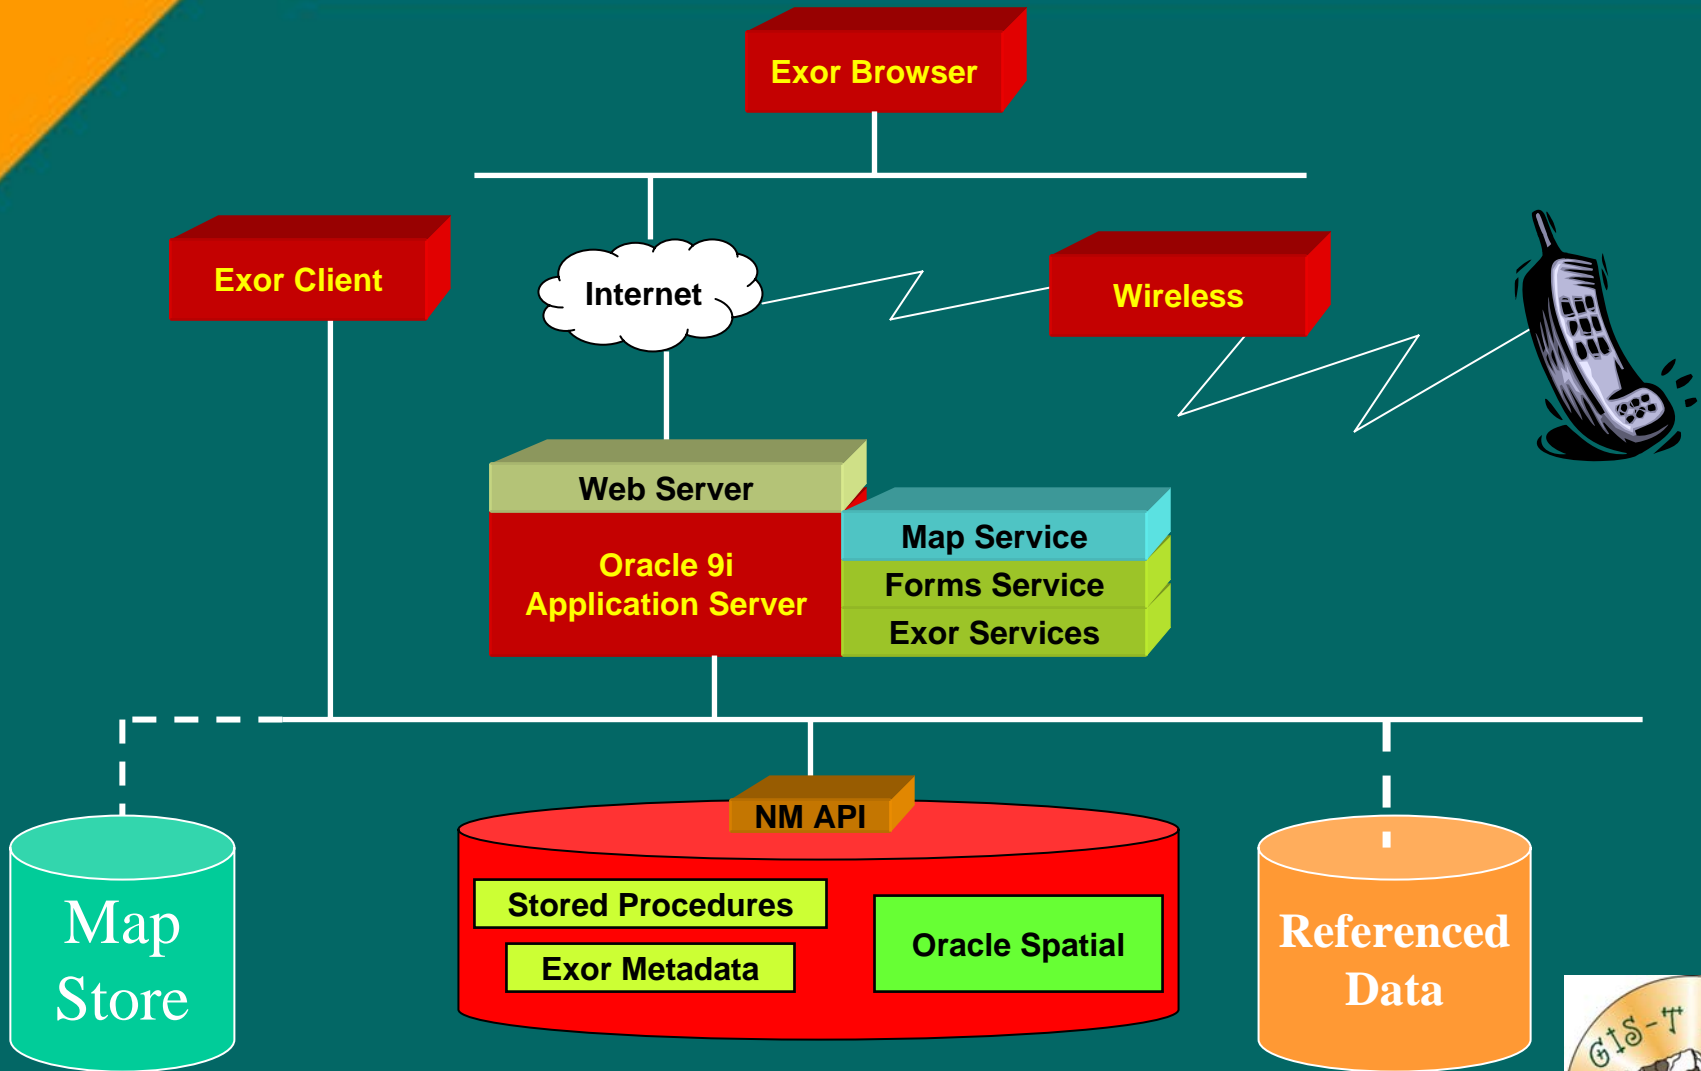 Exor Browser
Exor Client
Internet
Wireless
Web Server
Oracle 9i
Application Server
Map Service
Forms Service
Exor Services
NM API
Stored Procedures
Exor Metadata
Oracle Spatial
Map
Store
Referenced
Data
GIS-T